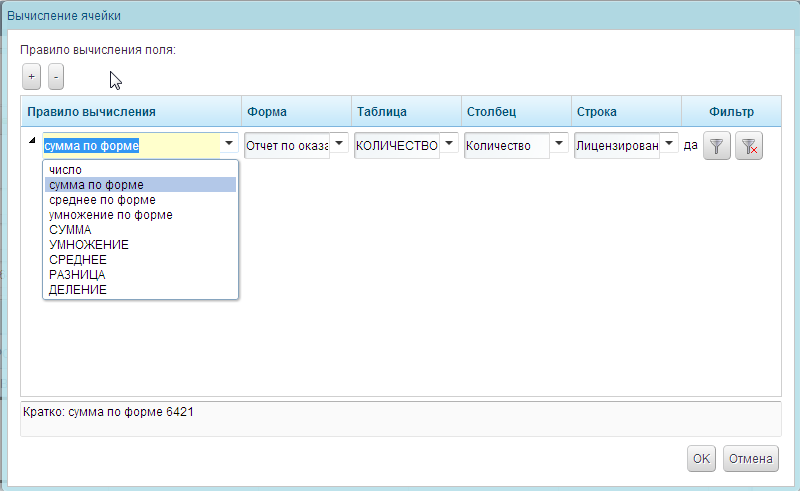 Вычисление ячейки
Правило вычисления поля:
+ -
Правило вычисления Форма Таблица Столбец Строка Фильтр
сумма по форме Отчет по оказа КОЛИЧЕСТВО Количество Лицензирован да
число
сумма по форме
среднее по форме
умножение по форме
СУММА
УМНОЖЕНИЕ
СРЕДНЕЕ
РАЗНИЦА
ДЕЛЕНИЕ
Кратко: сумма по форме 6421
OK Отмена